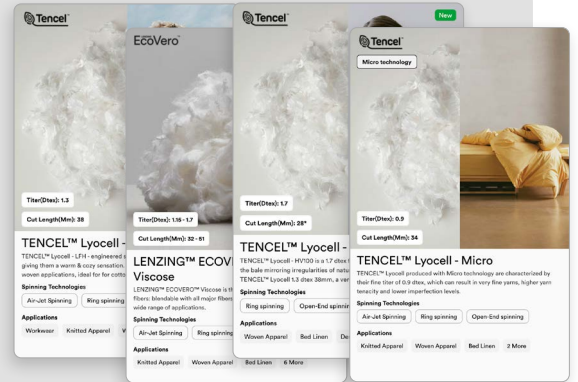 Tencel™
Titer(Dtex): 1.3
Cut Length(Mm): 38
TENCEL™ Lyocell -
TENCEL™ Lyocell - LFH - engineered
giving them a warm & cozy sensation.
woven applications, ideal for for cotto
Spinning Technologies
Air-Jet Spinning
Ring spinning
Applications
Workwear
Knitted Apparel
EcoVero™
Titer(Dtex): 1.15 - 1.7
Cut Length(Mm): 32 - 51
LENZING™ ECOV
Viscose
LENZING™ ECOVERO™ Viscose is th
fibers: blendable with all major fibers
wide range of applications.
Spinning Technologies
Air-Jet Spinning
Ring spinning
Applications
Knitted Apparel
Woven Apparel
Bed Linen
6 More
Tencel™
New
Titer(Dtex): 1.7
Cut Length(Mm): 28*
TENCEL™ Lyocell -
TENCEL™ Lyocell - HV100 is a 1.7 dtex
the bale mirroring irregularities of natu
TENCEL™ Lyocell 1.3 dtex 38mm, a ver
Spinning Technologies
Ring spinning
Open-End spinning
Applications
Woven Apparel
Bed Linen
De
Tencel™
Micro technology
Titer(Dtex): 0.9
Cut Length(Mm): 34
TENCEL™ Lyocell - Micro
TENCEL™ Lyocell produced with Micro technology are characterized by
their fine titer of 0.9 dtex, which can result in very fine yarns, higher yarn
tenacity and lower imperfection levels.
Spinning Technologies
Air-Jet Spinning
Ring spinning
Open-End spinning
Applications
Knitted Apparel
Woven Apparel
Bed Linen
2 More